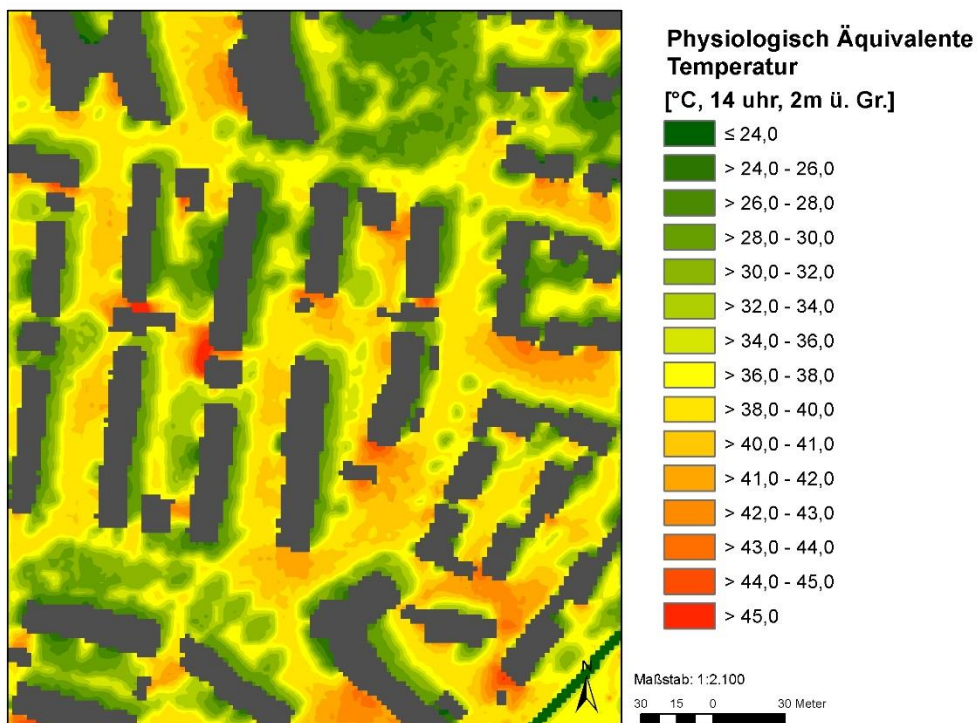 Physiologisch Äquivalente
Temperatur
[°C, 14 uhr, 2m ü. Gr.]
≤ 24,0
> 24,0 - 26,0
> 26,0 - 28,0
> 28,0 - 30,0
> 30,0 - 32,0
> 32,0 - 34,0
> 34,0 - 36,0
> 36,0 - 38,0
> 38,0 - 40,0
> 40,0 - 41,0
> 41,0 - 42,0
> 42,0 - 43,0
> 43,0 - 44,0
> 44,0 - 45,0
> 45,0
N
Maßstab: 1:2.100
30 15 0 30 Meter